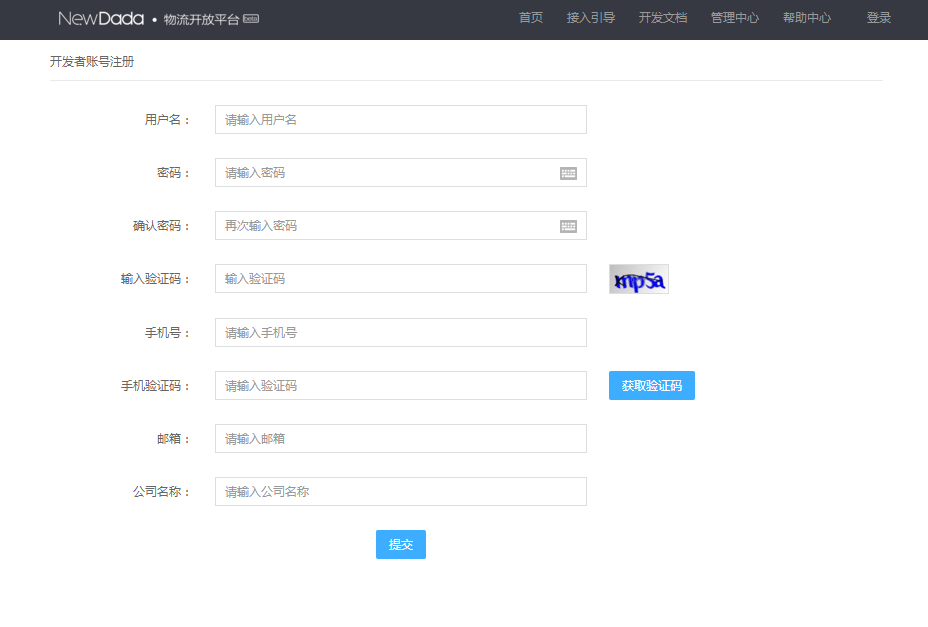 NewDada • 物流开放平台 beta 首页 接入引导 开发文档 管理中心 帮助中心 登录
开发者账号注册
用户名： 请输入用户名
密码： 请输入密码
确认密码： 再次输入密码
输入验证码： 输入验证码 mp5a
手机号： 请输入手机号
手机验证码： 请输入验证码 获取验证码
邮箱： 请输入邮箱
公司名称： 请输入公司名称
提交